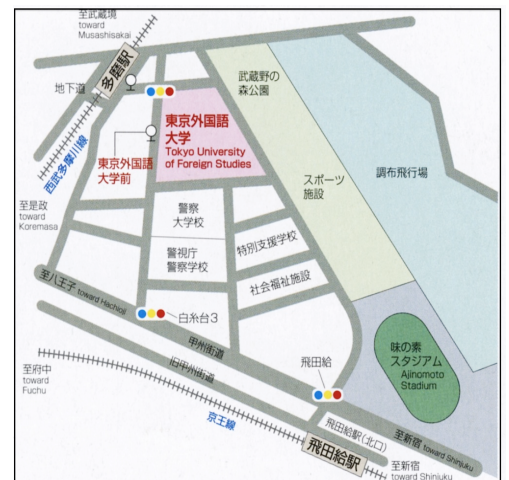 至武蔵境
toward
Musashisakai
多磨駅
地下道
武蔵野の
森公園
東京外国語
大学
Tokyo University
of Foreign Studies
東京外国語
大学前
西武多摩川線
調布飛行場
スポーツ
施設
至是政
toward
Koremasa
警察
大学校
警視庁
警察学校
特別支援学校
社会福祉施設
至八王子 toward Hachioji
白糸台3
甲州街道
旧甲州街道
味の素
スタジアム
Ajinomoto
Stadium
飛田給
至府中
toward
Fuchu
京王線
飛田給駅(北口)
至新宿 toward Shinjuku
飛田給駅
至新宿
toward Shinjuku